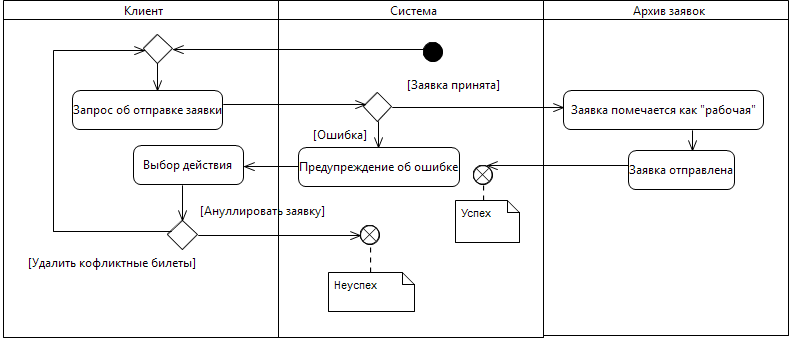 Клиент
Система
Архив заявок
[Заявка принята]
Запрос об отправке заявки
Заявка помечается как "рабочая"
[Ошибка]
Выбор действия
Предупреждение об ошибке
Заявка отправлена
[Ануллировать заявку]
Успех
[Удалить кофликтные билеты]
Неуспех